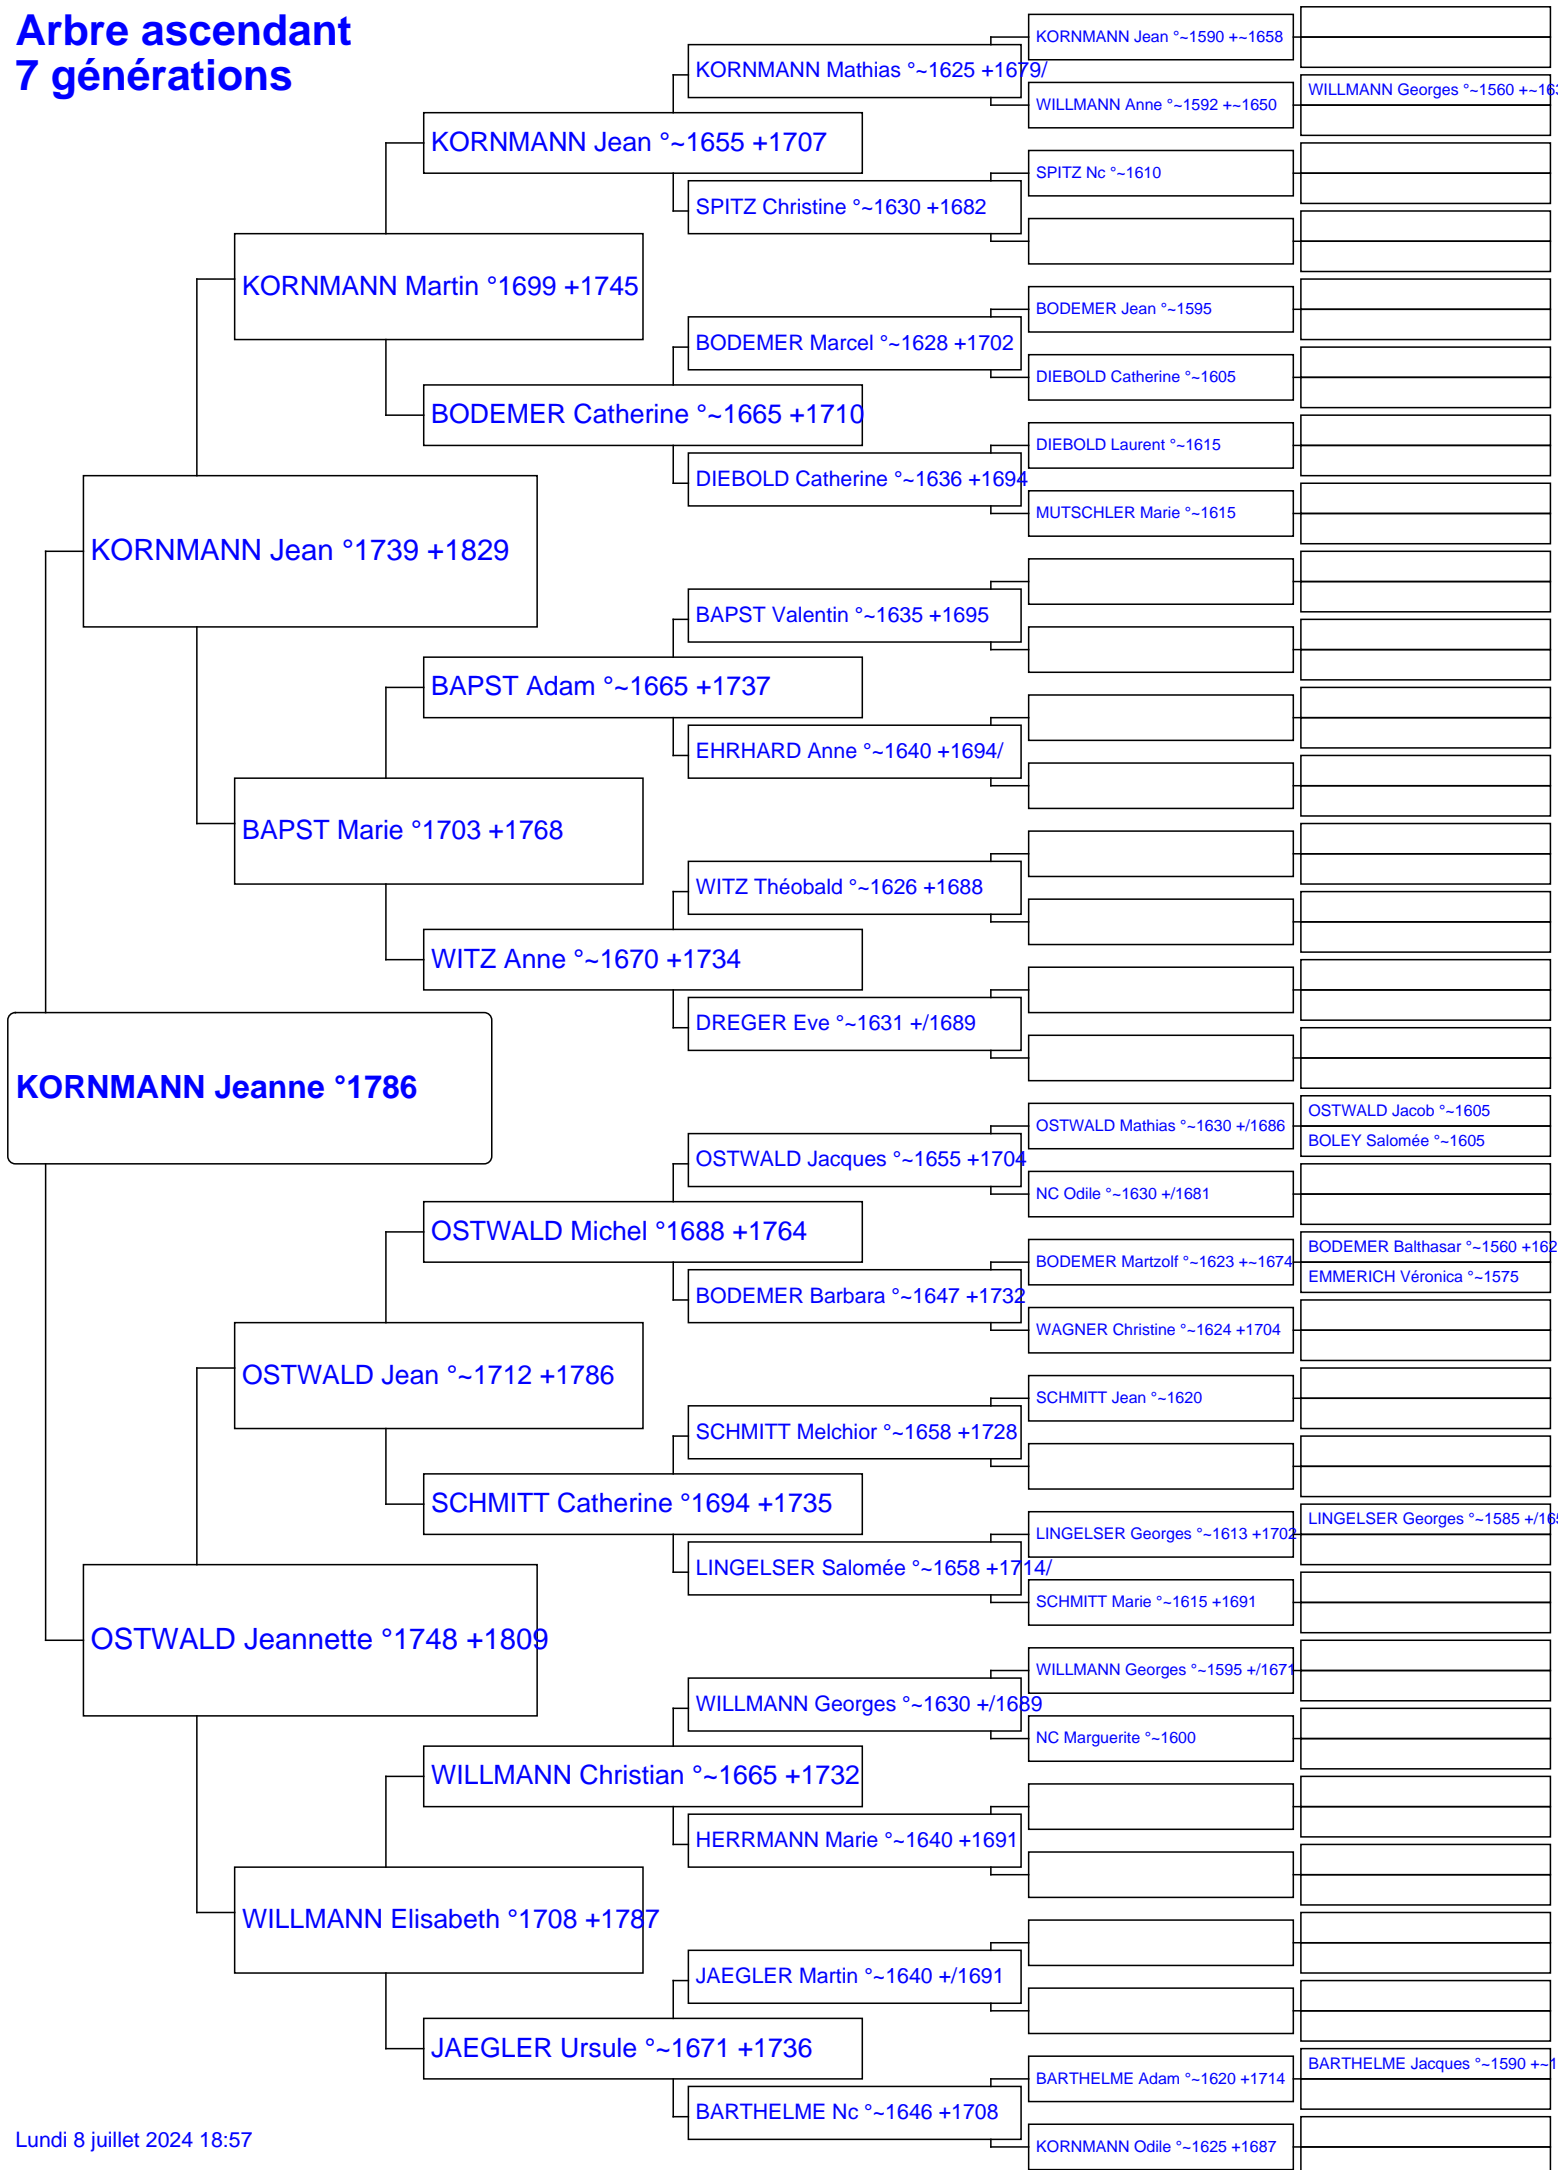 Arbre ascendant
7 générations
KORNMANN Jean °~1590 +~1658
KORNMANN Mathias °~1625 +1679/
WILLMANN Georges °~1560 +~163
WILLMANN Anne °~1592 +~1650
KORNMANN Jean °~1655 +1707
SPITZ Nc °~1610
SPITZ Christine °~1630 +1682
KORNMANN Martin °1699 +1745
BODEMER Jean °~1595
BODEMER Marcel °~1628 +1702
DIEBOLD Catherine °~1605
BODEMER Catherine °~1665 +1710
DIEBOLD Laurent °~1615
DIEBOLD Catherine °~1636 +1694
MUTSCHLER Marie °~1615
KORNMANN Jean °1739 +1829
BAPST Valentin °~1635 +1695
BAPST Adam °~1665 +1737
EHRHARD Anne °~1640 +1694/
BAPST Marie °1703 +1768
WITZ Théobald °~1626 +1688
WITZ Anne °~1670 +1734
DREGER Eve °~1631 +/1689
KORNMANN Jeanne °1786
OSTWALD Jacob °~1605
OSTWALD Mathias °~1630 +/1686
BOLEY Salomée °~1605
OSTWALD Jacques °~1655 +1704
NC Odile °~1630 +/1681
OSTWALD Michel °1688 +1764
BODEMER Balthasar °~1560 +162
BODEMER Martzolf °~1623 +~1674
EMMERICH Véronica °~1575
BODEMER Barbara °~1647 +1732
WAGNER Christine °~1624 +1704
OSTWALD Jean °~1712 +1786
SCHMITT Jean °~1620
SCHMITT Melchior °~1658 +1728
SCHMITT Catherine °1694 +1735
LINGELSER Georges °~1585 +/165
LINGELSER Georges °~1613 +1702
LINGELSER Salomée °~1658 +1714/
SCHMITT Marie °~1615 +1691
OSTWALD Jeannette °1748 +1809
WILLMANN Georges °~1595 +/1671
WILLMANN Georges °~1630 +/1689
NC Marguerite °~1600
WILLMANN Christian °~1665 +1732
HERRMANN Marie °~1640 +1691
WILLMANN Elisabeth °1708 +1787
JAEGLER Martin °~1640 +/1691
JAEGLER Ursule °~1671 +1736
BARTHELME Jacques °~1590 +~1
BARTHELME Adam °~1620 +1714
BARTHELME Nc °~1646 +1708
KORNMANN Odile °~1625 +1687
Lundi 8 juillet 2024 18:57